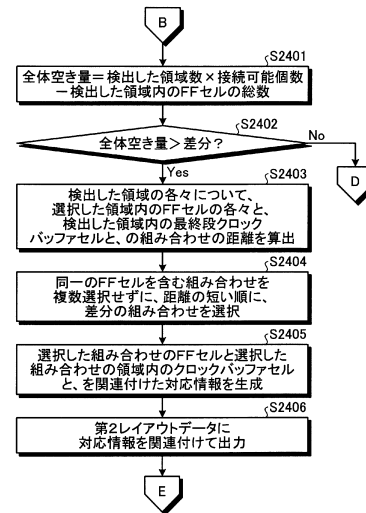 B
S2401
全体空き量＝検出した領域数×接続可能個数
－検出した領域内のFFセルの総数
S2402
全体空き量＞差分？
No
D
Yes
S2403
検出した領域の各々について、
選択した領域内のFFセルの各々と、
検出した領域内の最終段クロック
バッファセルと、の組み合わせの距離を算出
S2404
同一のFFセルを含む組み合わせを
複数選択せずに、距離の短い順に、
差分の組み合わせを選択
S2405
選択した組み合わせのFFセルと選択した
組み合わせの領域内のクロックバッファセル
と、を関連付けた対応情報を生成
S2406
第2レイアウトデータに
対応情報を関連付けて出力
E